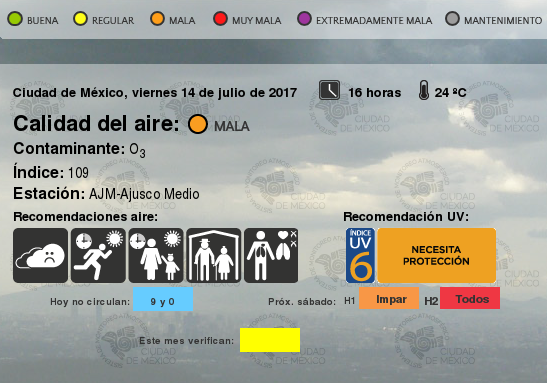 BUENA REGULAR MALA MUY MALA EXTREMADAMENTE MALA MANTENIMIENTO
Ciudad de México, viernes 14 de julio de 2017 16 horas 24 ºC
Calidad del aire: MALA
Contaminante: O3
Índice: 109
Estación: AJM-Ajusco Medio
Recomendaciones aire: Recomendación UV:
ÍNDICE
UV
6
NECESITA
PROTECCIÓN
Hoy no circulan: 9 y 0 Próx. sábado: H1 Impar H2 Todos
Este mes verifican:
CIUDAD
DE MÉXICO